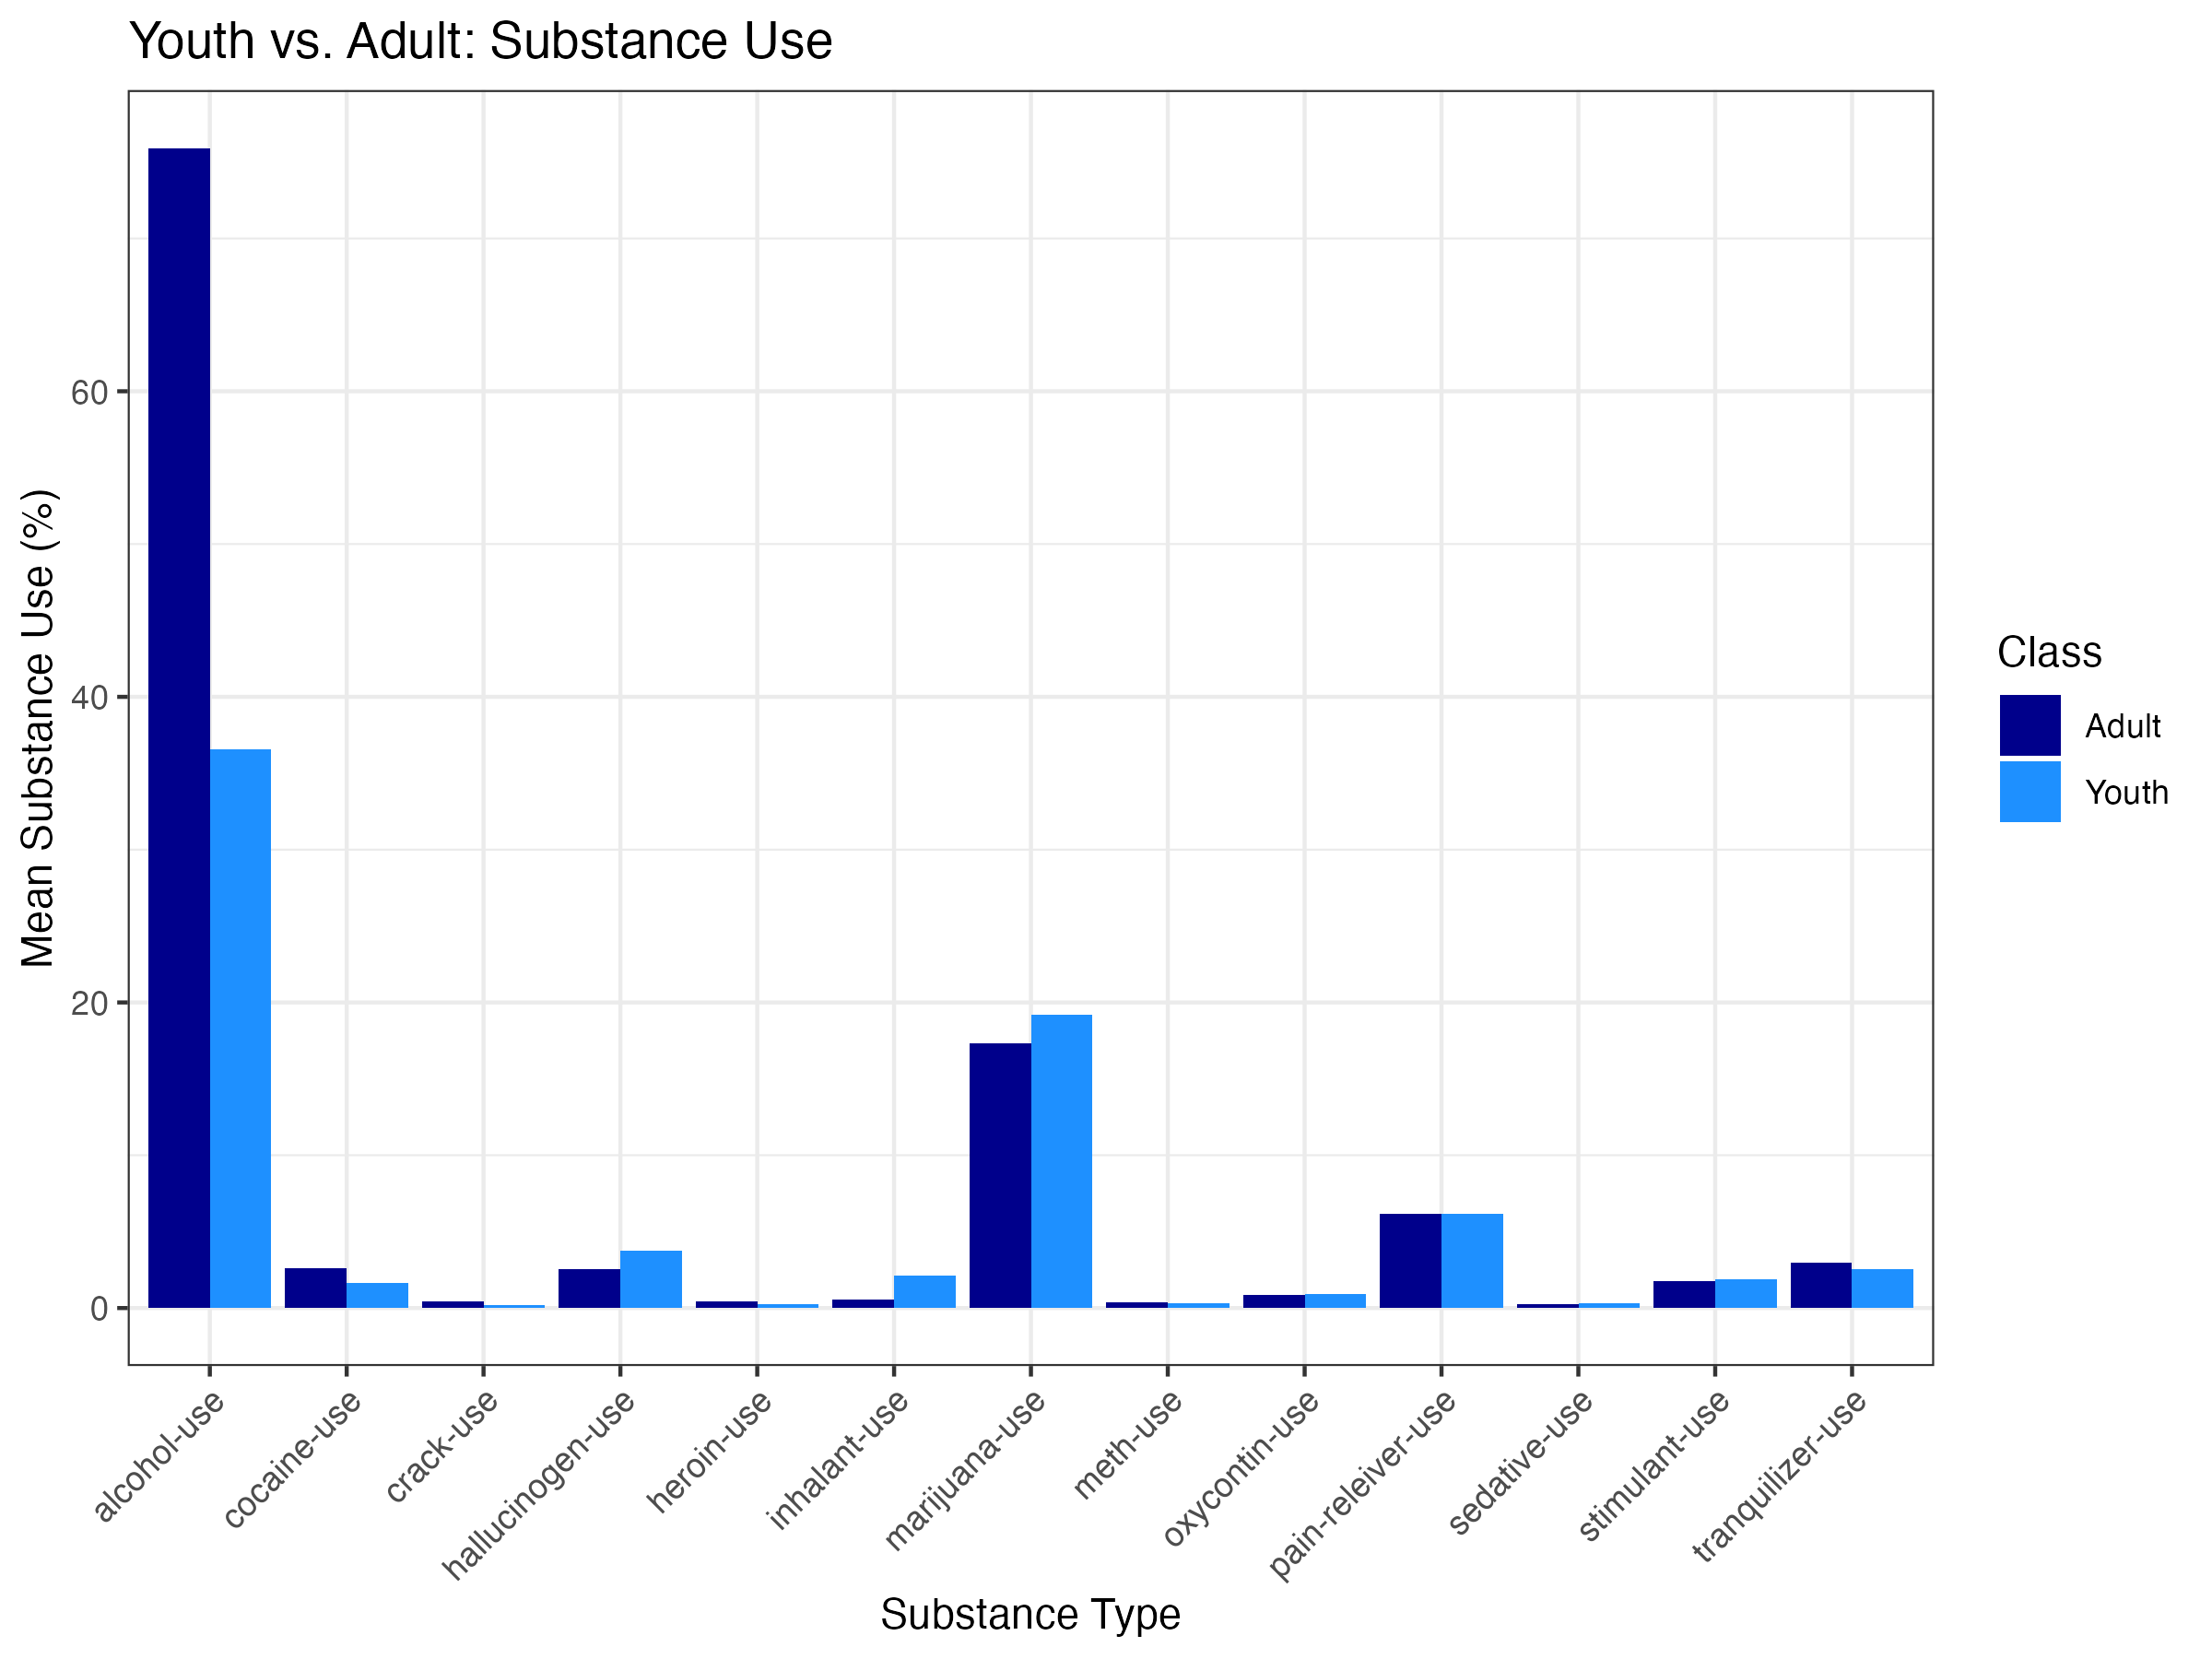 Youth vs. Adult: Substance Use
Mean Substance Use (%)
60
40
20
0
alcohol-use
cocaine-use
crack-use
hallucinogen-use
heroin-use
inhalant-use
marijuana-use
meth-use
oxycontin-use
pain-releiver-use
sedative-use
stimulant-use
tranquilizer-use
Substance Type
Class
Adult
Youth